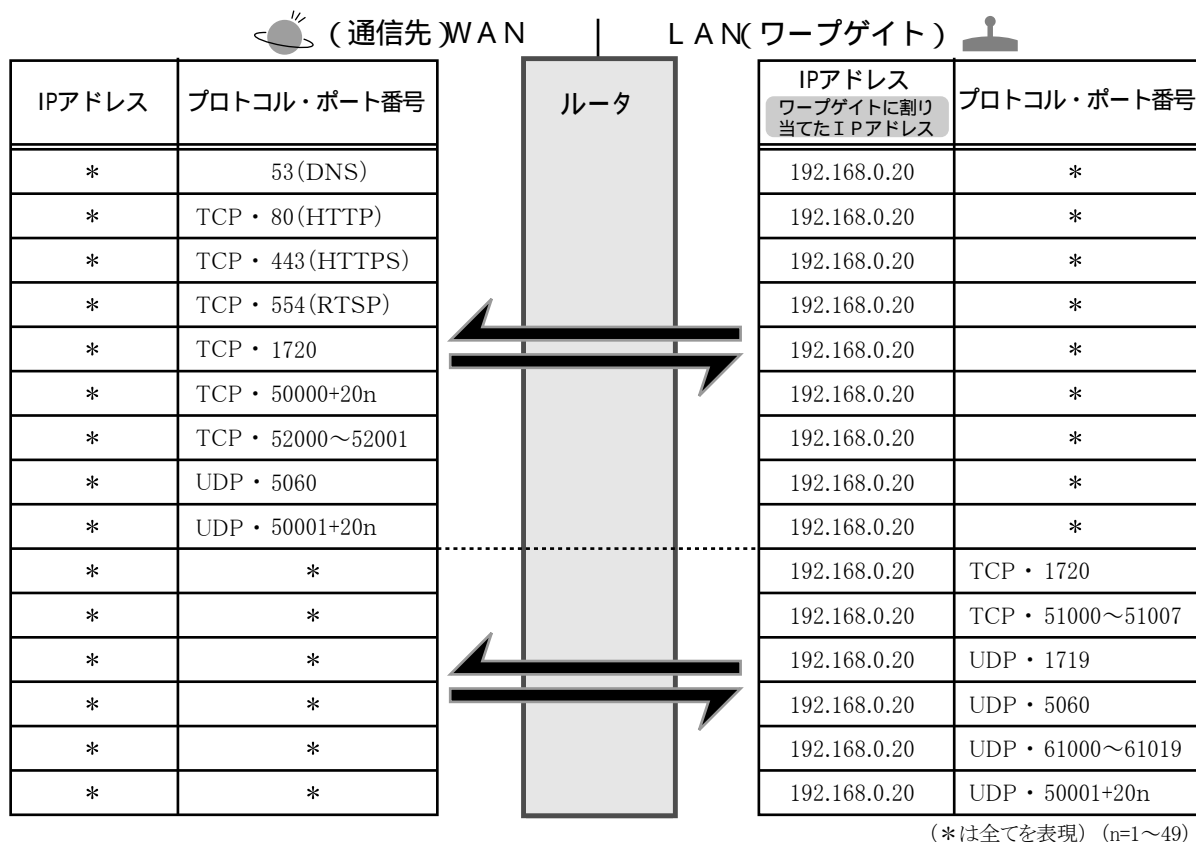 (通信先)WAN | LAN(ワープゲイト)
IPアドレス プロトコル・ポート番号 ルータ IPアドレス ワープゲイトに割り当てたIPアドレス プロトコル・ポート番号
* 53(DNS) 192.168.0.20 *
* TCP・80(HTTP) 192.168.0.20 *
* TCP・443(HTTPS) 192.168.0.20 *
* TCP・554(RTSP) 192.168.0.20 *
* TCP・1720 192.168.0.20 *
* TCP・50000+20n 192.168.0.20 *
* TCP・52000〜52001 192.168.0.20 *
* UDP・5060 192.168.0.20 *
* UDP・50001+20n 192.168.0.20 *
* * 192.168.0.20 TCP・1720
* * 192.168.0.20 TCP・51000〜51007
* * 192.168.0.20 UDP・1719
* * 192.168.0.20 UDP・5060
* * 192.168.0.20 UDP・61000〜61019
* * 192.168.0.20 UDP・50001+20n
(*は全てを表現) (n=1〜49)